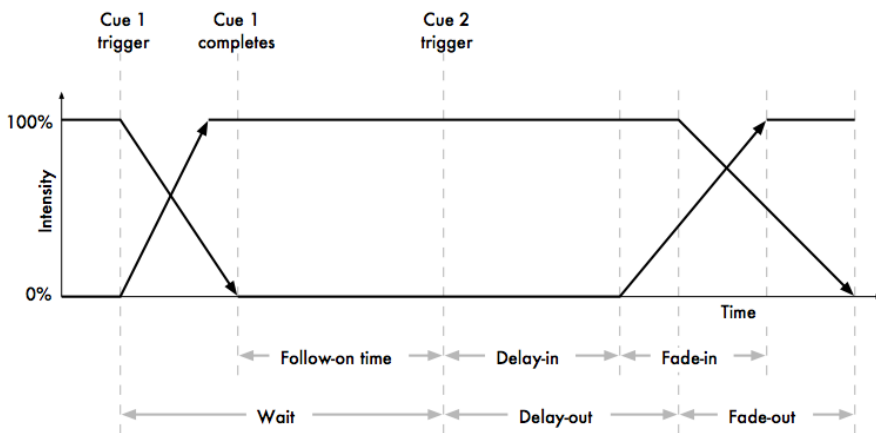 Cue 1
trigger
Cue 1
completes
Cue 2
trigger
100%
Intensity
0%
Time
Follow-on time
Delay-in
Fade-in
Wait
Delay-out
Fade-out